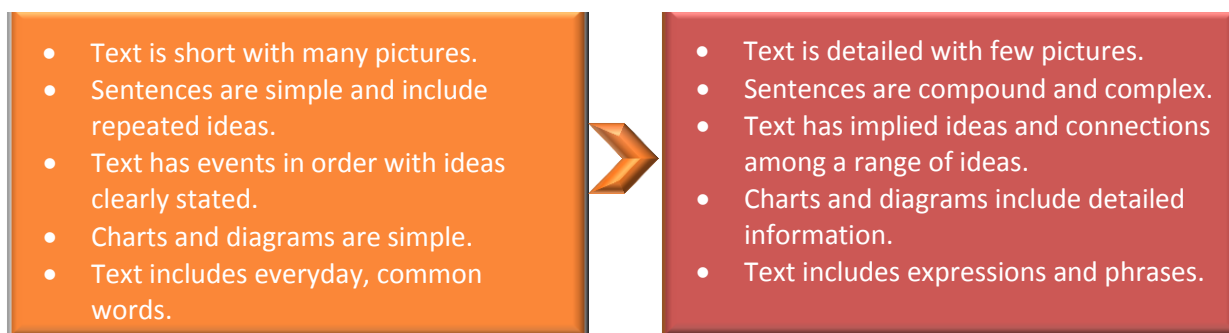 • Text is short with many pictures.
• Sentences are simple and include
repeated ideas.
• Text has events in order with ideas
clearly stated.
• Charts and diagrams are simple.
• Text includes everyday, common
words.
• Text is detailed with few pictures.
• Sentences are compound and complex.
• Text has implied ideas and connections
among a range of ideas.
• Charts and diagrams include detailed
information.
• Text includes expressions and phrases.